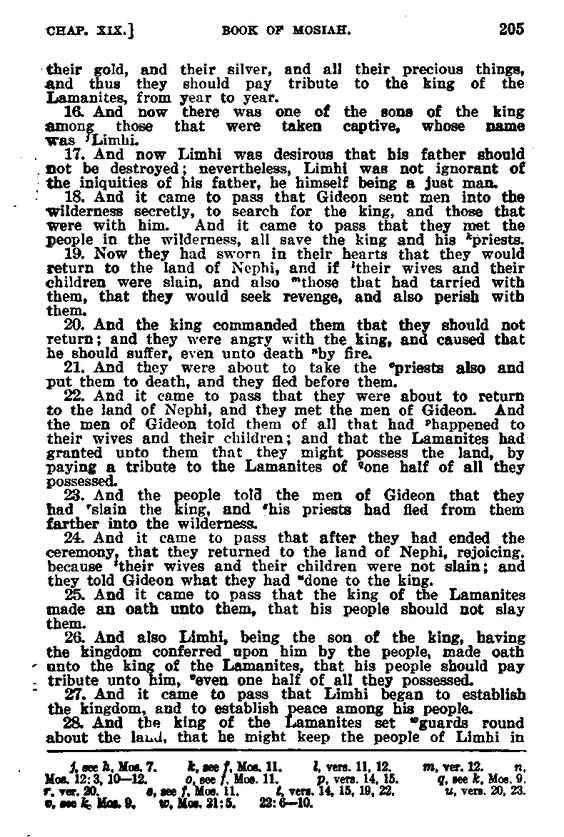 CHAP. XIX.] BOOK OF MOSIAH. 205
their gold, and their silver, and all their precious things,
and thus they should pay tribute to the king of the
Lamanites, from year to year.
16. And now there was one of the sons of the king
among those that were taken captive, whose name
was jLimhi.
17. And now Limhi was desirous that his father should
not be destroyed; nevertheless, Limhi was not ignorant of
the iniquities of his father, he himself being a just man.
18. And it came to pass that Gideon sent men into the
wilderness secretly, to search for the king, and those that
were with him. And it came to pass that they met the
people in the wilderness, all save the king and his kpriests.
19. Now they had sworn in their hearts that they would
return to the land of Nephi, and if ltheir wives and their
children were slain, and also mthose that had tarried with
them, that they would seek revenge, and also perish with
them.
20. And the king commanded them that they should not
return; and they were angry with the king, and caused that
he should suffer, even unto death nby fire.
21. And they were about to take the opriests also and
put them to death, and they fled before them.
22. And it came to pass that they were about to return
to the land of Nephi, and they met the men of Gideon. And
the men of Gideon told them of all that had phappened to
their wives and their children; and that the Lamanites had
granted unto them that they might possess the land, by
paying a tribute to the Lamanites of qone half of all they
possessed.
23. And the people told the men of Gideon that they
had rslain the king, and shis priests had fled from them
farther into the wilderness.
24. And it came to pass that after they had ended the
ceremony, that they returned to the land of Nephi, rejoicing,
because ttheir wives and their children were not slain; and
they told Gideon what they had udone to the king.
25. And it came to pass that the king of the Lamanites
made an oath unto them, that his people should not slay
them.
26. And also Limhi, being the son of the king, having
the kingdom conferred upon him by the people, made oath
unto the king of the Lamanites, that his people should pay
tribute unto him, veven one half of all they possessed.
27. And it came to pass that Limhi began to establish
the kingdom, and to establish peace among his people.
28. And the king of the Lamanites set wguards round
about the land, that he might keep the people of Limhi in
j, see h, Mos. 7. k, see f, Mos. 11. l, vers. 11, 12. m, ver. 12. n,
Mos. 12:3, 10—12. o, see f, Mos. 11. p, vers. 14, 15. q, see k, Mos. 9.
r, ver. 20. s, see f, Mos. 11. t, vers. 14, 15, 19, 22. u, vers. 20, 23.
v, see k, Mos. 9. w, Mos. 21:5. 22:6—10.